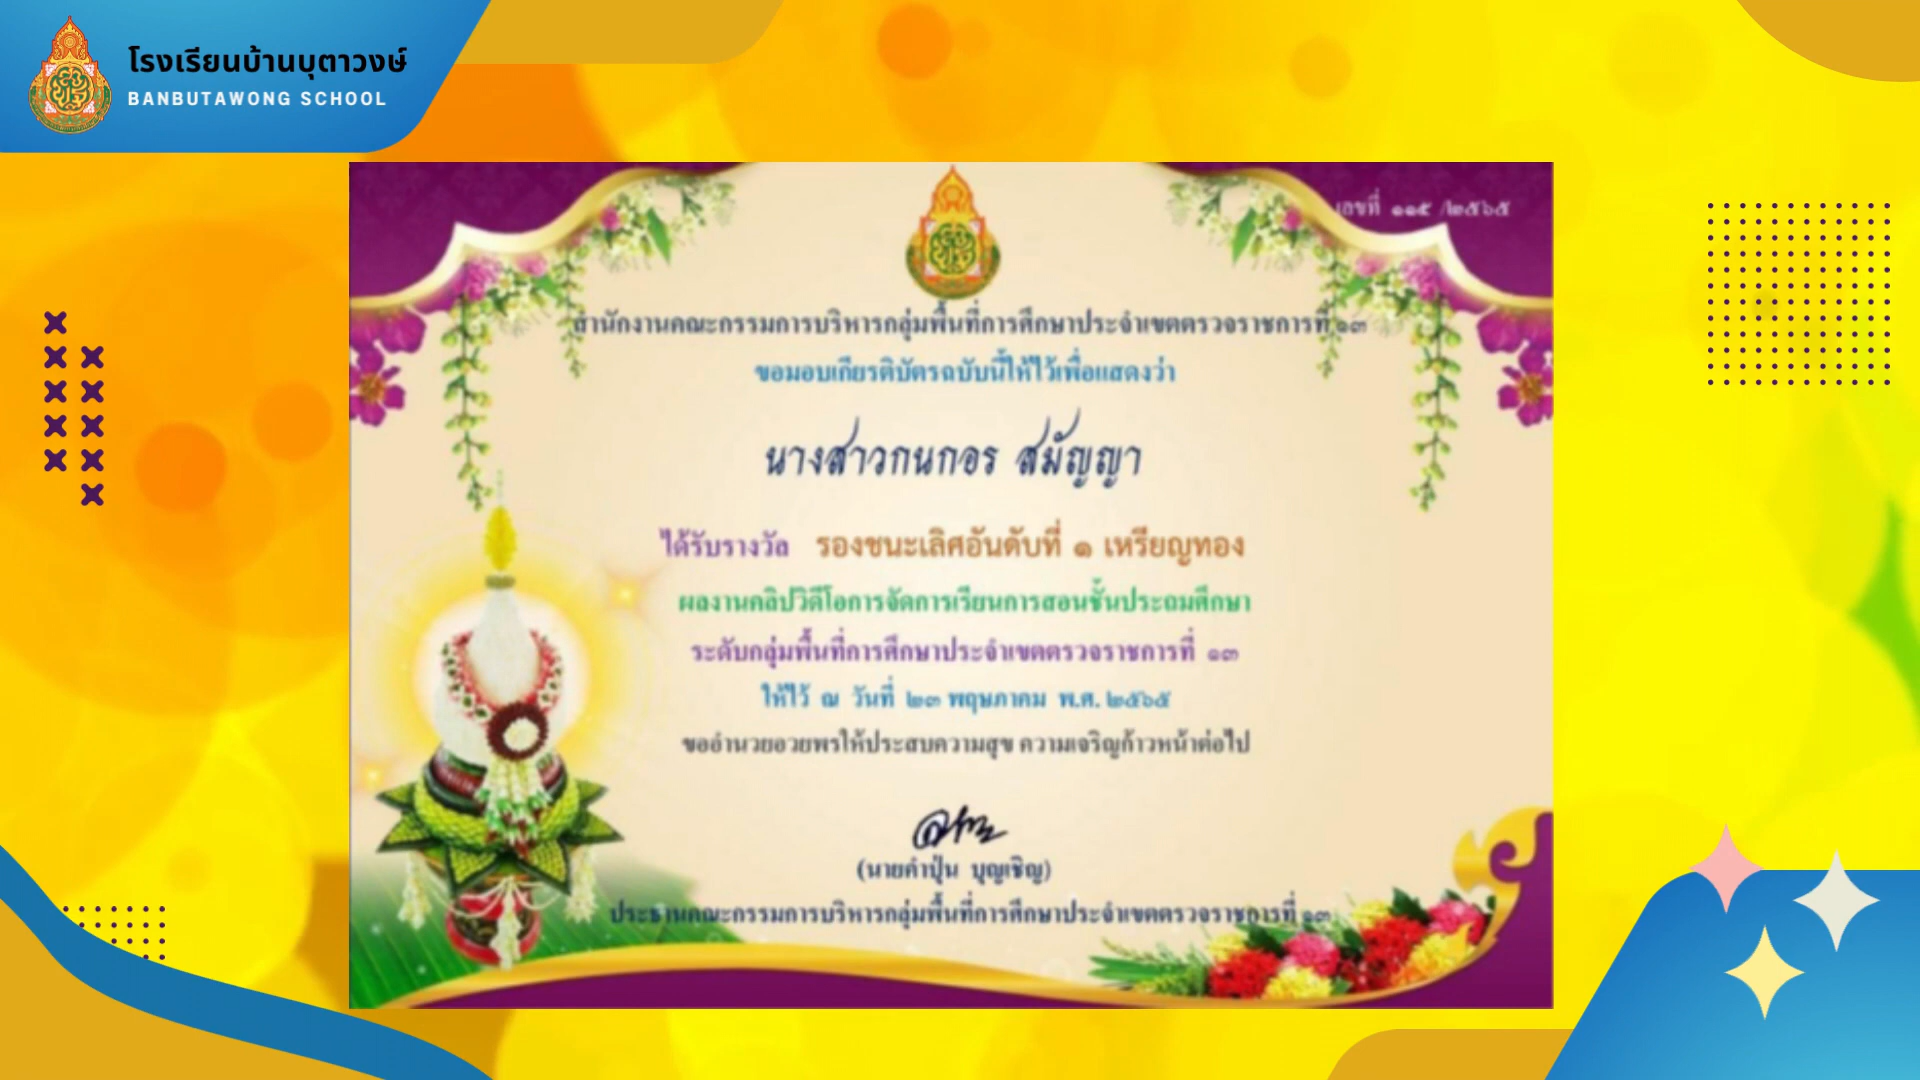 โรงเรียนบ้านบุตาวงษ์
BANBUTAWONG SCHOOL
เลขที่ ๑๑๕ /๒๕๖๕
สำนักงานคณะกรรมการบริหารกลุ่มพื้นที่การศึกษาประจำเขตตรวจราชการที่ ๑๓
ขอมอบเกียรติบัตรฉบับนี้ให้ไว้เพื่อแสดงว่า
นางสาวกนกอร สมัญญา
ได้รับรางวัล รองชนะเลิศอันดับที่ ๑ เหรียญทอง
ผลงานคลิปวิดีโอการจัดการเรียนการสอนชั้นประถมศึกษา
ระดับกลุ่มพื้นที่การศึกษาประจำเขตตรวจราชการที่ ๑๓
ให้ไว้ ณ วันที่ ๒๓ พฤษภาคม พ.ศ. ๒๕๖๕
ขออำนวยอวยพรให้ประสบความสุข ความเจริญก้าวหน้าต่อไป
(นายคำปุ่น บุญเชิญ)
ประธานคณะกรรมการบริหารกลุ่มพื้นที่การศึกษาประจำเขตตรวจราชการที่ ๑๓